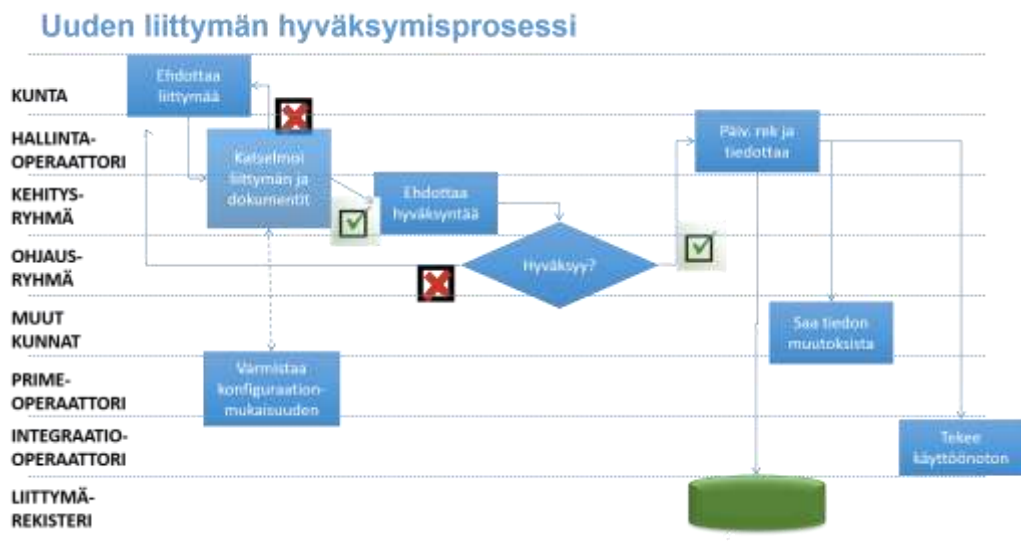 Uuden liittymän hyväksymisprosessi
KUNTA
Ehdottaa
liittymää
HALLINTA-
OPERAATTORI
Katselmoi
liittymän ja
dokumentit
Päiv. rek ja
tiedottaa
KEHITYS-
RYHMÄ
Ehdottaa
hyväksyntää
OHJAUS-
RYHMÄ
Hyväksyy?
MUUT
KUNNAT
Saa tiedon
muutoksista
PRIME-
OPERAATTORI
Varmistaa
konfiguraation-
mukaisuuden
INTEGRAATIO-
OPERAATTORI
Tekee
käyttöönoton
LIITTYMÄ-
REKISTERI